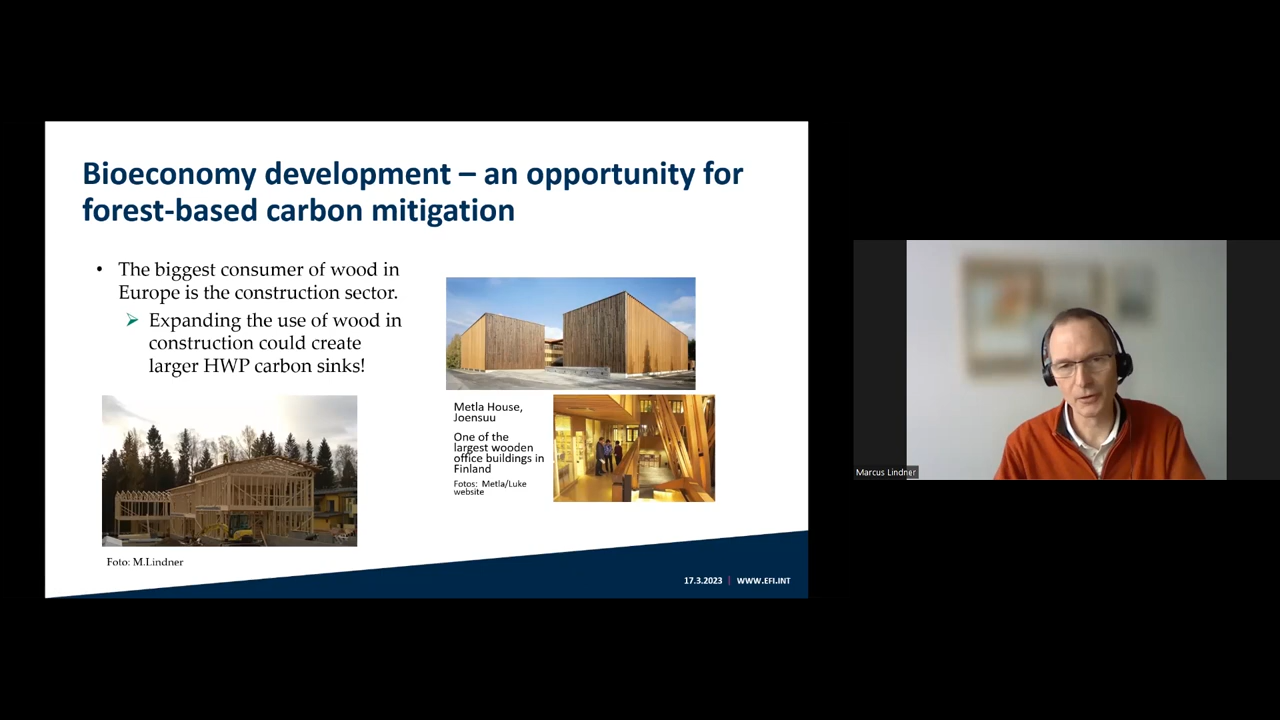 Bioeconomy development – an opportunity for
forest-based carbon mitigation
• The biggest consumer of wood in
Europe is the construction sector.
➢ Expanding the use of wood in
construction could create
larger HWP carbon sinks!
Metla House,
Joensuu
One of the
largest wooden
office buildings in
Finland
Fotos: Metla/Luke
website
Foto: M.Lindner
17.3.2023 | WWW.EFI.INT
Marcus Lindner